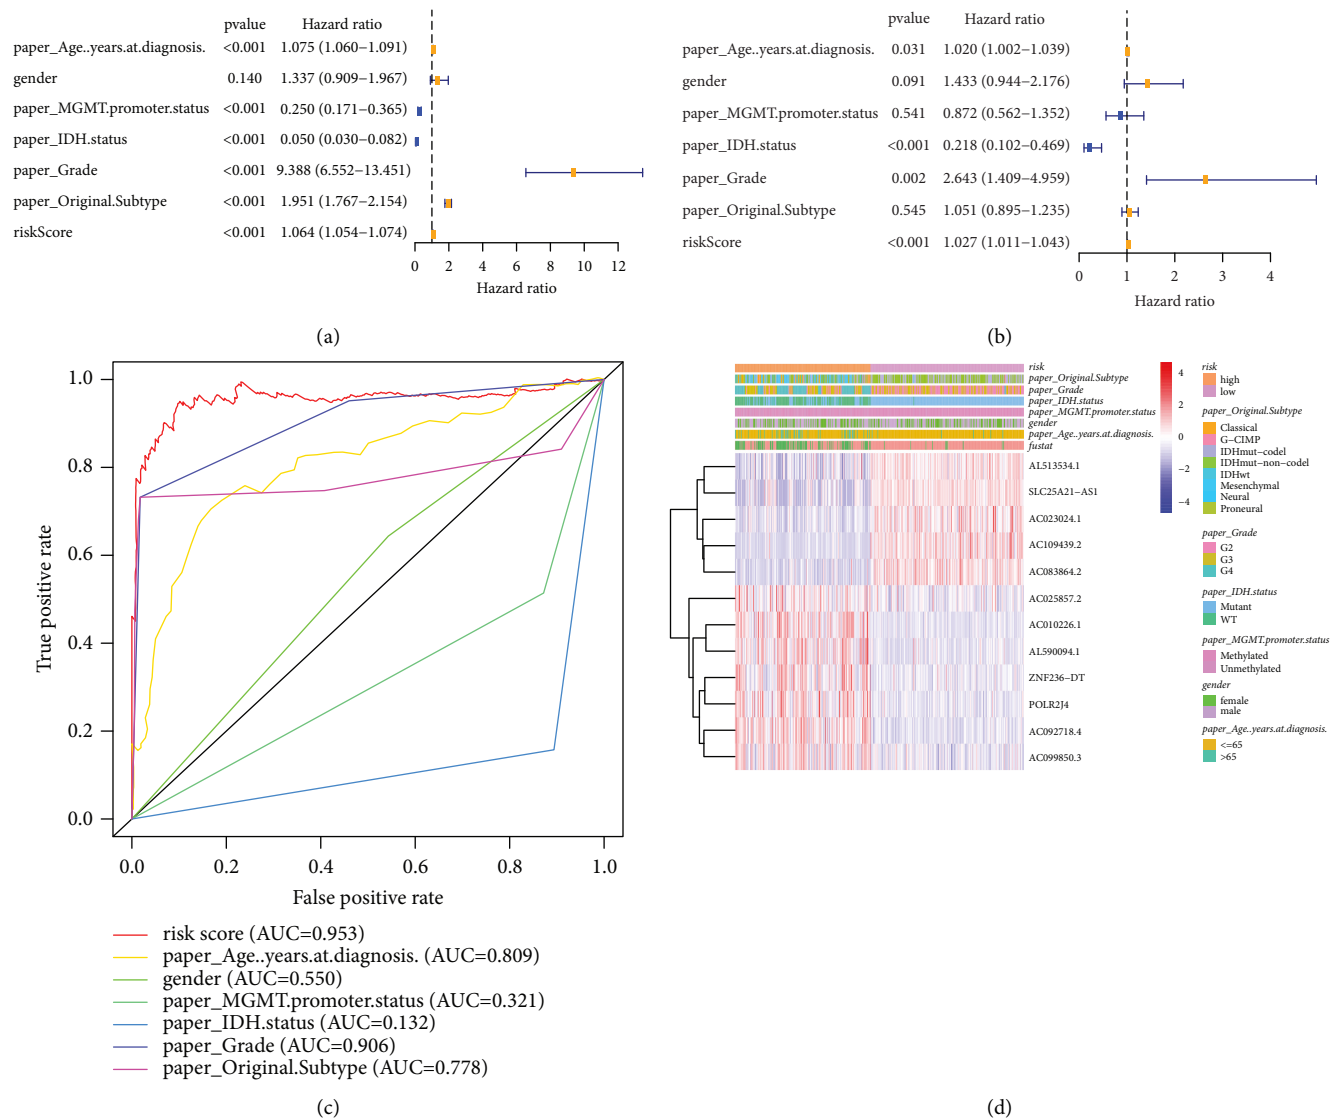 pvalue Hazard ratio
paper_Age..years.at.diagnosis. <0.001 1.075 (1.060–1.091)
gender 0.140 1.337 (0.909–1.967)
paper_MGMT.promoter.status <0.001 0.250 (0.171–0.365)
paper_IDH.status <0.001 0.050 (0.030–0.082)
paper_Grade <0.001 9.388 (6.552–13.451)
paper_Original.Subtype <0.001 1.951 (1.767–2.154)
riskScore <0.001 1.064 (1.054–1.074)
0 2 4 6 8 10 12
Hazard ratio
(a)
pvalue Hazard ratio
paper_Age..years.at.diagnosis. 0.031 1.020 (1.002–1.039)
gender 0.091 1.433 (0.944–2.176)
paper_MGMT.promoter.status 0.541 0.872 (0.562–1.352)
paper_IDH.status <0.001 0.218 (0.102–0.469)
paper_Grade 0.002 2.643 (1.409–4.959)
paper_Original.Subtype 0.545 1.051 (0.895–1.235)
riskScore <0.001 1.027 (1.011–1.043)
0 1 2 3 4
Hazard ratio
(b)
True positive rate
1.0
0.8
0.6
0.4
0.2
0.0
0.0 0.2 0.4 0.6 0.8 1.0
False positive rate
risk score (AUC=0.953)
paper_Age..years.at.diagnosis. (AUC=0.809)
gender (AUC=0.550)
paper_MGMT.promoter.status (AUC=0.321)
paper_IDH.status (AUC=0.132)
paper_Grade (AUC=0.906)
paper_Original.Subtype (AUC=0.778)
(c)
risk
paper_Original.Subtype
paper_Grade
paper_IDH.status
paper_MGMT.promoter.status
gender
paper_Age..years.at.diagnosis.
fustat
AL513534.1
SLC25A21−AS1
AC023024.1
AC109439.2
AC083864.2
AC025857.2
AC010226.1
AL590094.1
ZNF236−DT
POLR2J4
AC092718.4
AC099850.3
4
2
0
−2
−4
risk
high
low
paper_Original.Subtype
Classical
G−CIMP
IDHmut−codel
IDHmut−non−codel
IDHwt
Mesenchymal
Neural
Proneural
paper_Grade
G2
G3
G4
paper_IDH.status
Mutant
WT
paper_MGMT.promoter.status
Methylated
Unmethylated
gender
female
male
paper_Age..years.at.diagnosis.
<=65
>65
(d)